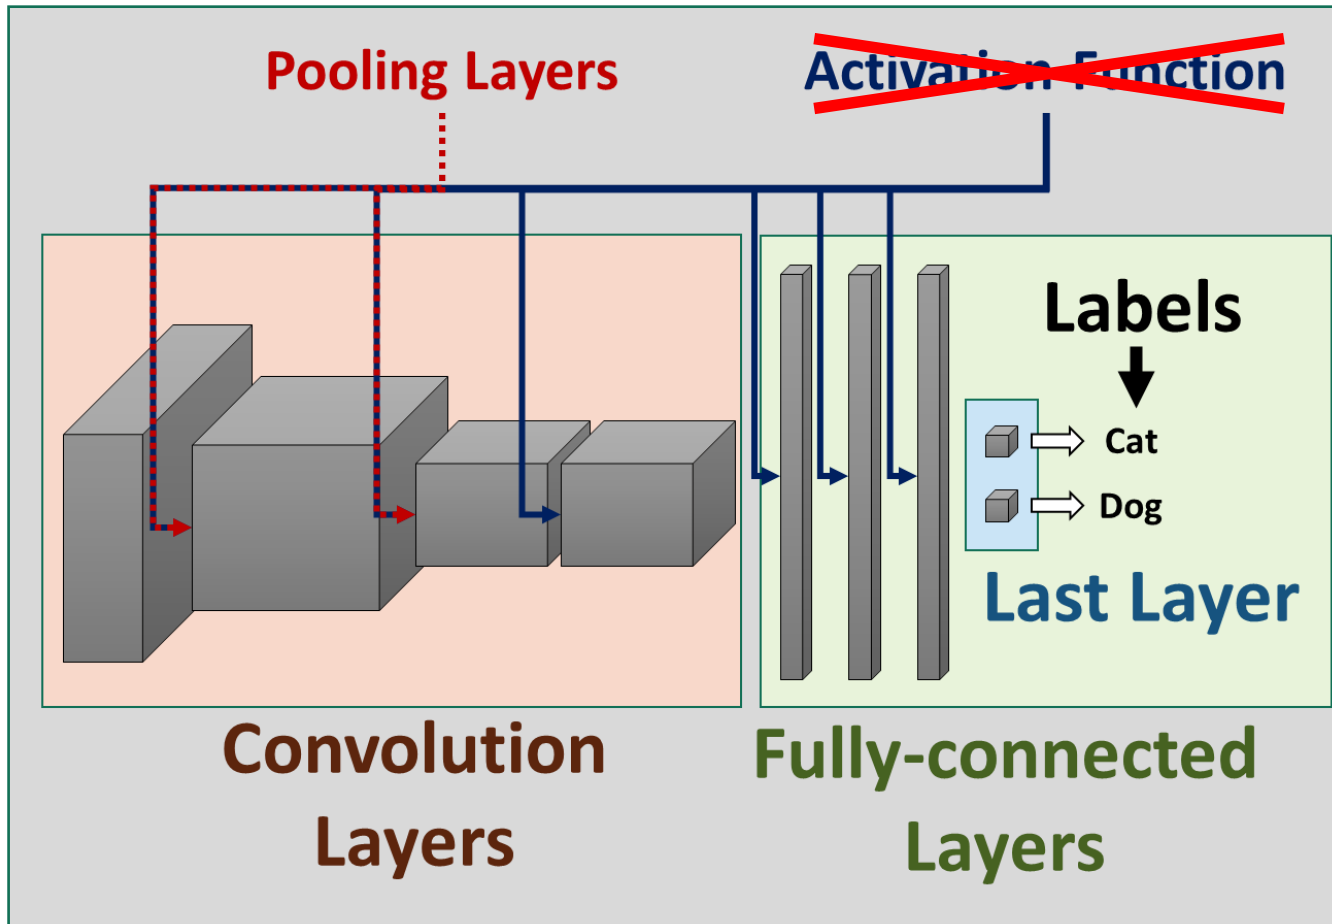 Pooling Layers
Activation Function
Labels
Cat
Dog
Last Layer
Convolution
Layers
Fully-connected
Layers